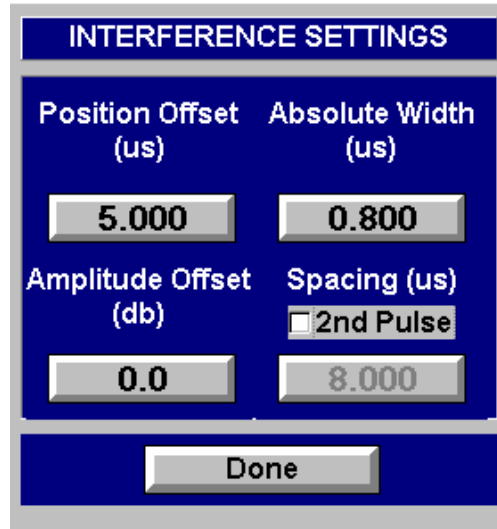 INTERFERENCE SETTINGS
Position Offset Absolute Width
(us) (us)
5.000 0.800
Amplitude Offset Spacing (us)
(db) 2nd Pulse
0.0 8.000
Done